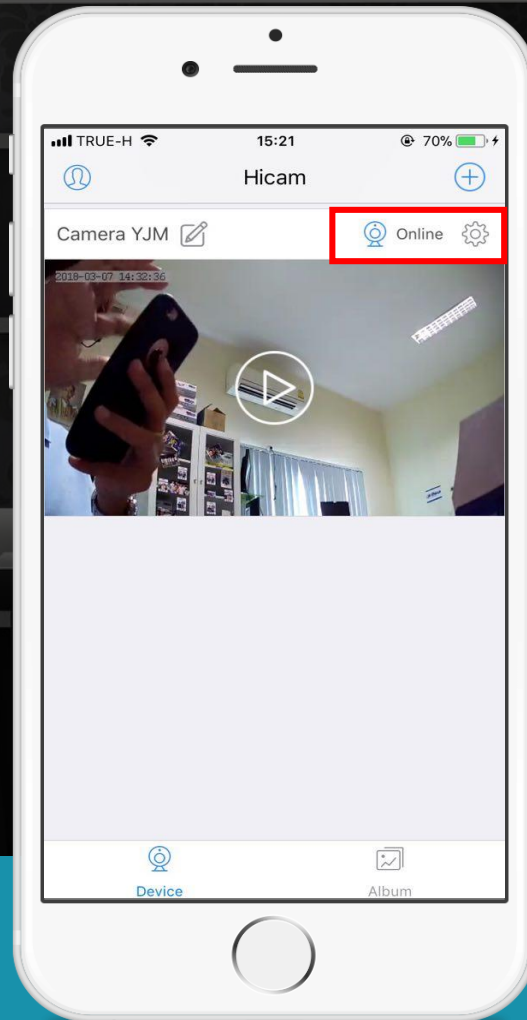 TRUE-H 15:21 70%
Hicam
Camera YJM Online
2018-03-07 14:32:36
Device Album